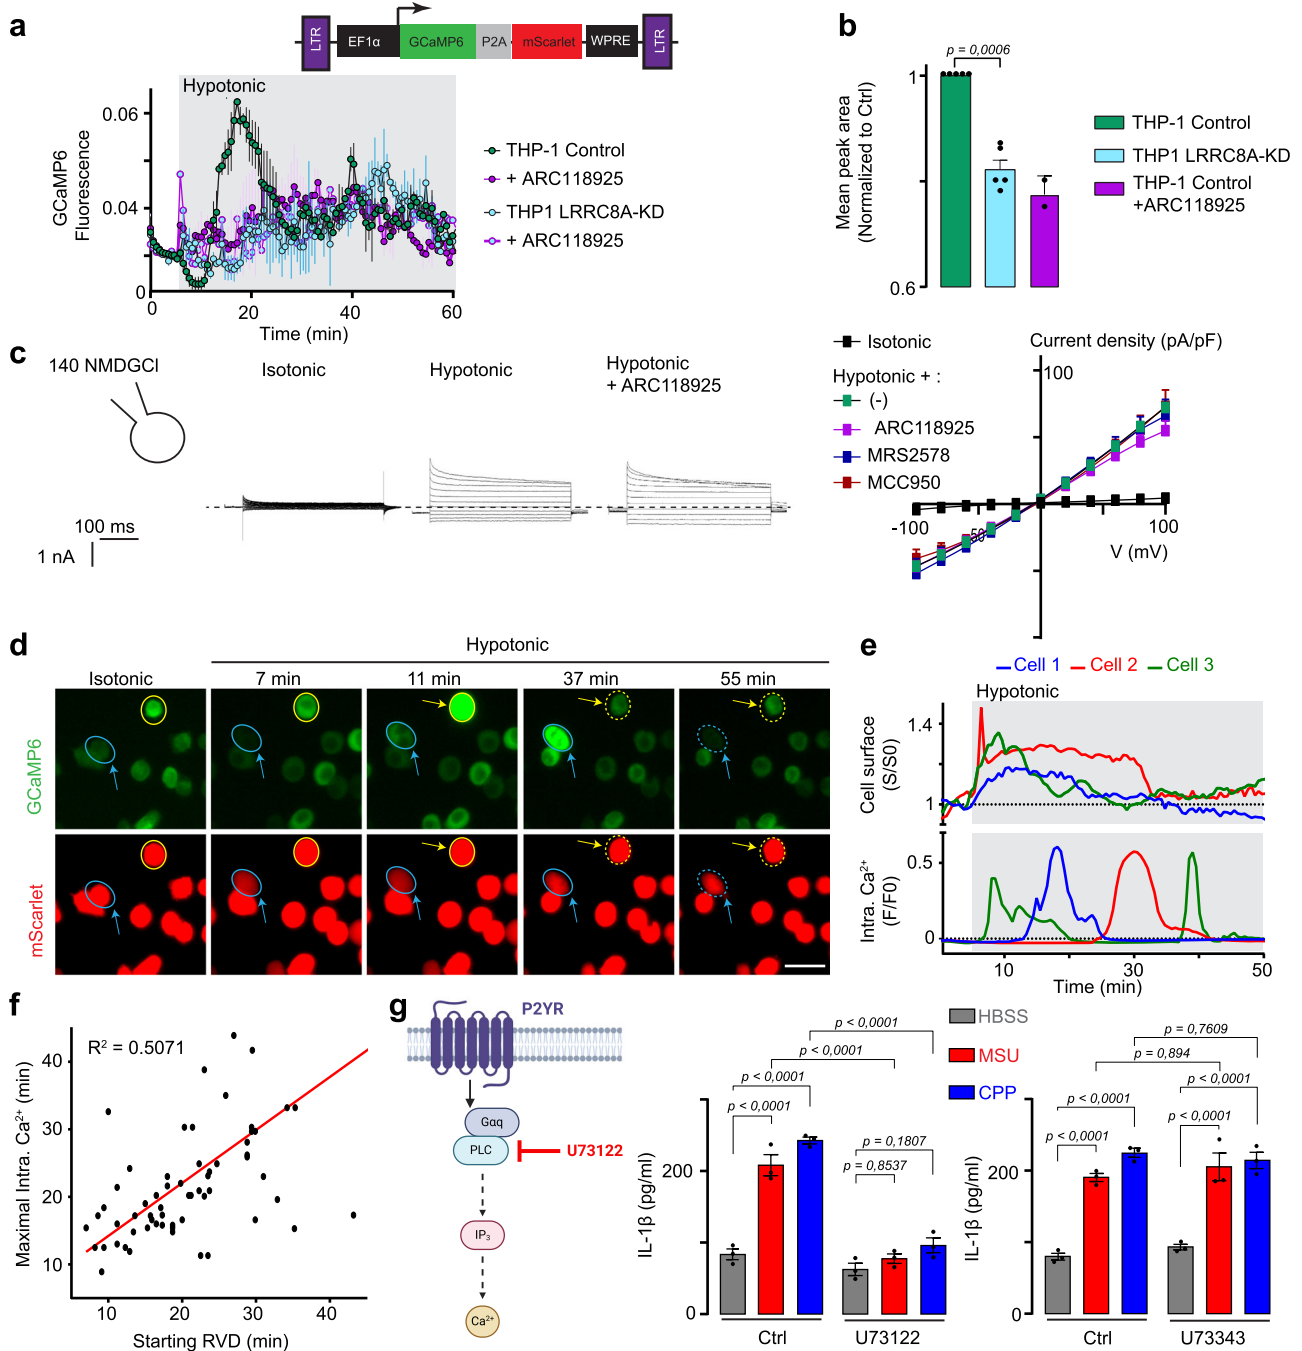 a
LTR
EF1α
GCaMP6
P2A
mScarlet
WPRE
LTR
Hypotonic
0.06
0.04
0
0
20
40
60
GCaMP6
Fluorescence
Time (min)
THP-1 Control
+ ARC118925
THP1 LRRC8A-KD
+ ARC118925
b
p = 0,0006
1
0.6
Mean peak area
(Normalized to Ctrl)
THP-1 Control
THP1 LRRC8A-KD
THP-1 Control
+ARC118925
c
140 NMDGCl
Isotonic
Hypotonic
Hypotonic
+ ARC118925
100 ms
1 nA
Isotonic
Hypotonic + :
(-)
ARC118925
MRS2578
MCC950
Current density (pA/pF)
100
-100
-50
100
V (mV)
d
Hypotonic
Isotonic
7 min
11 min
37 min
55 min
GCaMP6
mScarlet
e
Cell 1
Cell 2
Cell 3
Hypotonic
1.4
1
Cell surface
(S/S0)
0.5
0
Intra. Ca²⁺
(F/F0)
10
30
50
Time (min)
f
R² = 0.5071
40
30
20
10
Maximal Intra. Ca²⁺ (min)
10
20
30
40
Starting RVD (min)
g
P2YR
Gαq
PLC
U73122
IP₃
Ca²⁺
HBSS
MSU
CPP
p < 0,0001
p < 0,0001
p < 0,0001
p < 0,0001
p = 0,1807
p = 0,8537
200
0
IL-1β (pg/ml)
Ctrl
U73122
p = 0,7609
p = 0,894
p < 0,0001
p < 0,0001
p < 0,0001
p < 0,0001
200
0
IL-1β (pg/ml)
Ctrl
U73343